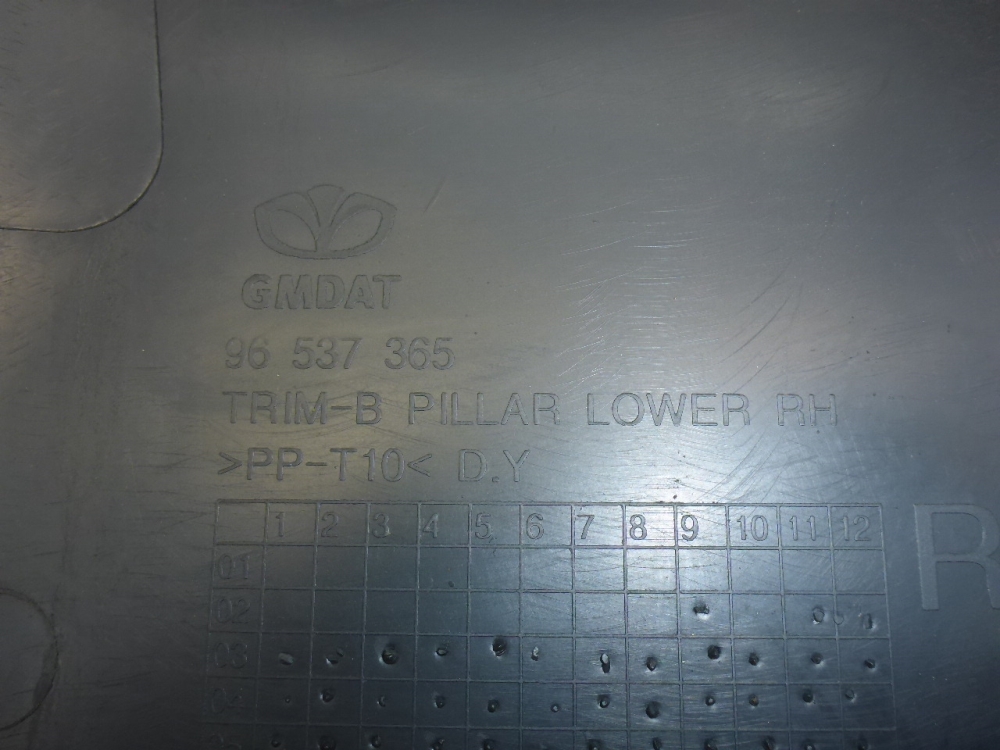 GMDAT
96 537 365
TRIM-B PILLAR LOWER RH
>PP-T10< D.Y
1 2 3 4 5 6 7 8 9 10 11 12
01
02
R
03
04